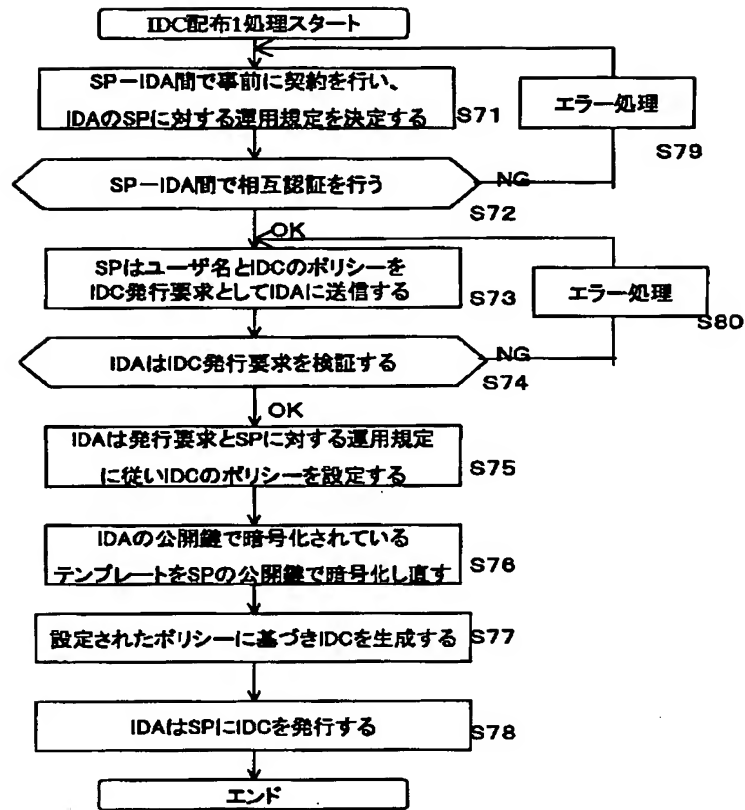 IDC配布1処理スタート
SP－IDA間で事前に契約を行い、
IDAのSPに対する運用規定を決定する
S71
エラー処理
S79
SP－IDA間で相互認証を行う
NG
S72
OK
SPはユーザ名とIDCのポリシーを
IDC発行要求としてIDAに送信する
S73
エラー処理
S80
IDAはIDC発行要求を検証する
NG
S74
OK
IDAは発行要求とSPに対する運用規定
に従いIDCのポリシーを設定する
S75
IDAの公開鍵で暗号化されている
テンプレートをSPの公開鍵で暗号化し直す
S76
設定されたポリシーに基づきIDCを生成する
S77
IDAはSPにIDCを発行する
S78
エンド